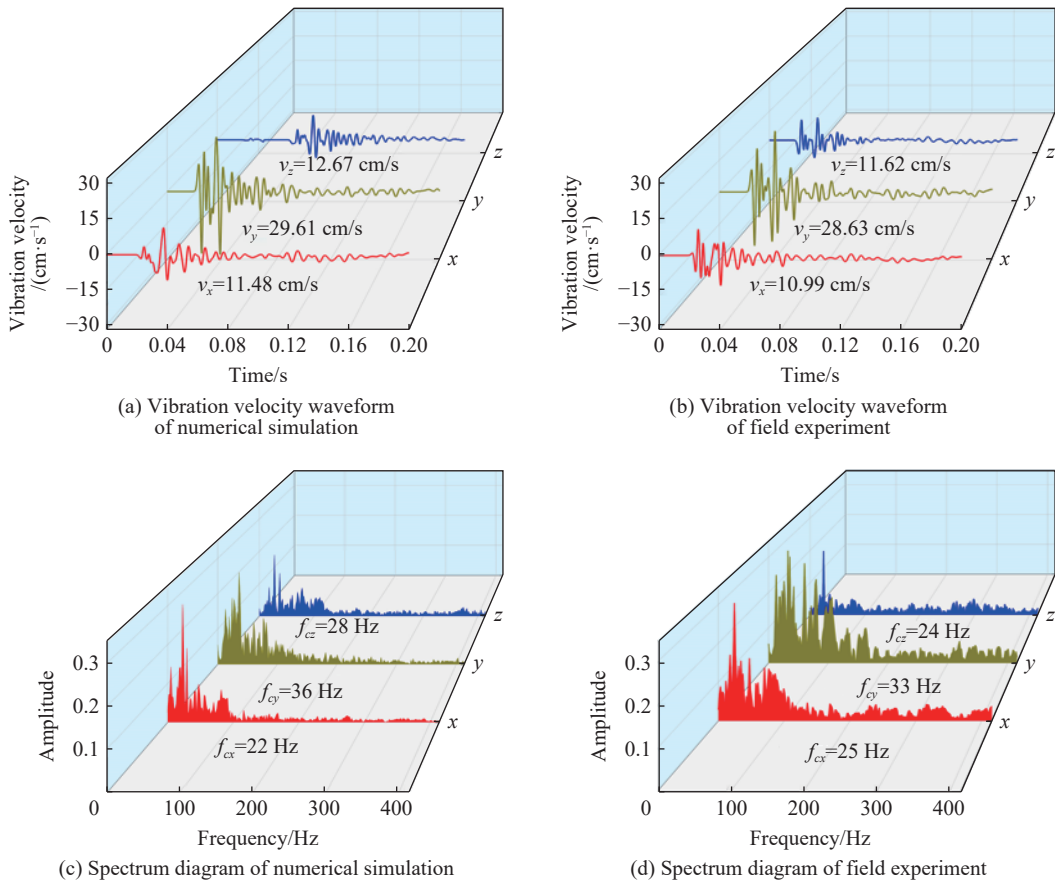 v_z=12.67 cm/s
v_y=29.61 cm/s
v_x=11.48 cm/s
z
y
x
30
15
0
−15
−30
Vibration velocity
/(cm·s⁻¹)
0 0.04 0.08 0.12 0.16 0.20
Time/s
(a) Vibration velocity waveform
of numerical simulation
v_z=11.62 cm/s
v_y=28.63 cm/s
v_x=10.99 cm/s
z
y
x
30
15
0
−15
−30
Vibration velocity
/(cm·s⁻¹)
0 0.04 0.08 0.12 0.16 0.20
Time/s
(b) Vibration velocity waveform
of field experiment
f_cz=28 Hz
f_cy=36 Hz
f_cx=22 Hz
z
y
x
0.3
0.2
0.1
Amplitude
0 100 200 300 400
Frequency/Hz
(c) Spectrum diagram of numerical simulation
f_cz=24 Hz
f_cy=33 Hz
f_cx=25 Hz
z
y
x
0.3
0.2
0.1
Amplitude
0 100 200 300 400
Frequency/Hz
(d) Spectrum diagram of field experiment